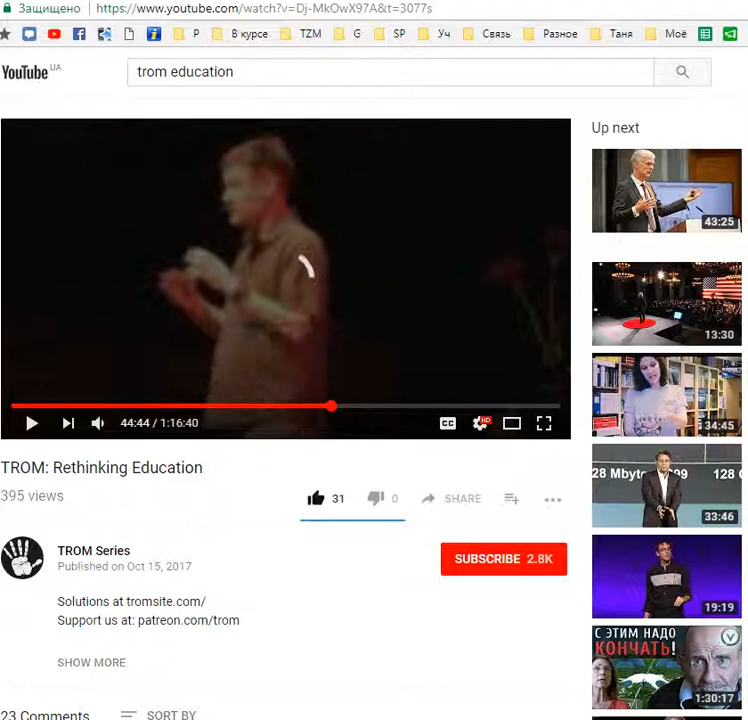 Защищено https://www.youtube.com/watch?v=Dj-MkOwX97A&t=3077s
P В курсе TZM G SP Уч Связь Разное Таня Моё
YouTube UA
trom education
Up next
43:25
13:30
34:45
28 Mbyt 99 128
33:46
19:19
С ЭТИМ НАДО
КОНЧАТЬ!
1:30:17
44:44 / 1:16:40
CC
HD
TROM: Rethinking Education
395 views
31 0 SHARE
TROM Series
Published on Oct 15, 2017
SUBSCRIBE 2.8K
Solutions at tromsite.com/
Support us at: patreon.com/trom
SHOW MORE
23 Comments SORT BY